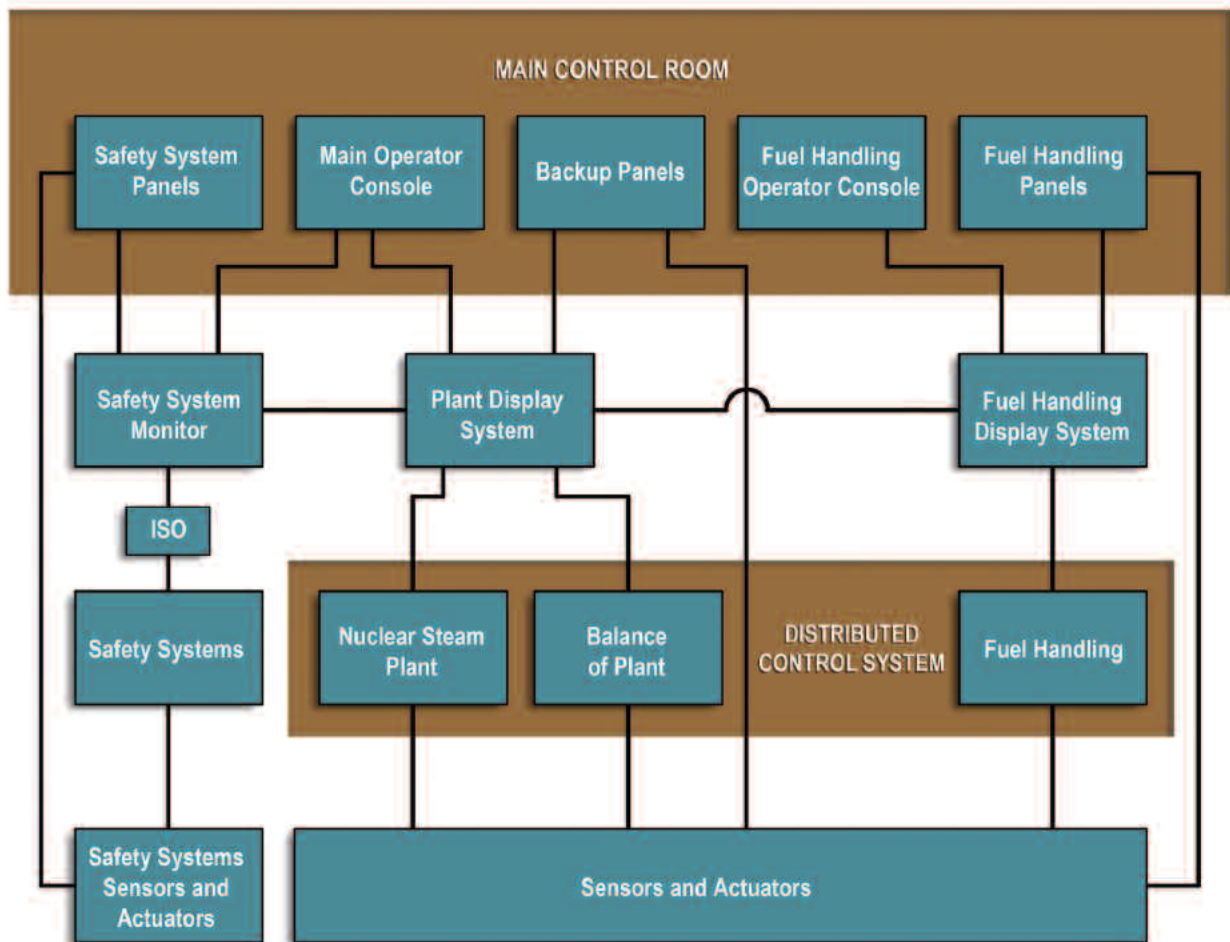 MAIN CONTROL ROOM
Safety System
Panels
Main Operator
Console
Backup Panels
Fuel Handling
Operator Console
Fuel Handling
Panels
Safety System
Monitor
Plant Display
System
Fuel Handling
Display System
ISO
Safety Systems
Nuclear Steam
Plant
Balance
of Plant
DISTRIBUTED
CONTROL SYSTEM
Fuel Handling
Safety Systems
Sensors and
Actuators
Sensors and Actuators